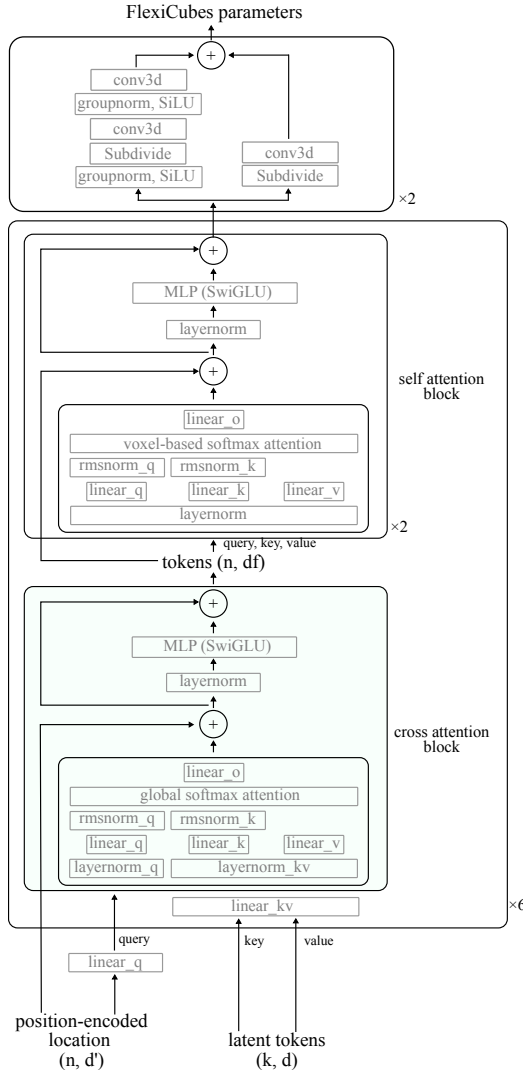 FlexiCubes parameters
+
conv3d
groupnorm, SiLU
conv3d
Subdivide
groupnorm, SiLU
conv3d
Subdivide
×2
+
MLP (SwiGLU)
layernorm
+
self attention
block
linear_o
voxel-based softmax attention
rmsnorm_q rmsnorm_k
linear_q linear_k linear_v
layernorm
×2
query, key, value
tokens (n, df)
+
MLP (SwiGLU)
layernorm
+
cross attention
block
linear_o
global softmax attention
rmsnorm_q rmsnorm_k
linear_q linear_k linear_v
layernorm_q layernorm_kv
linear_kv
×6
query key value
linear_q
position-encoded
location
(n, d')
latent tokens
(k, d)